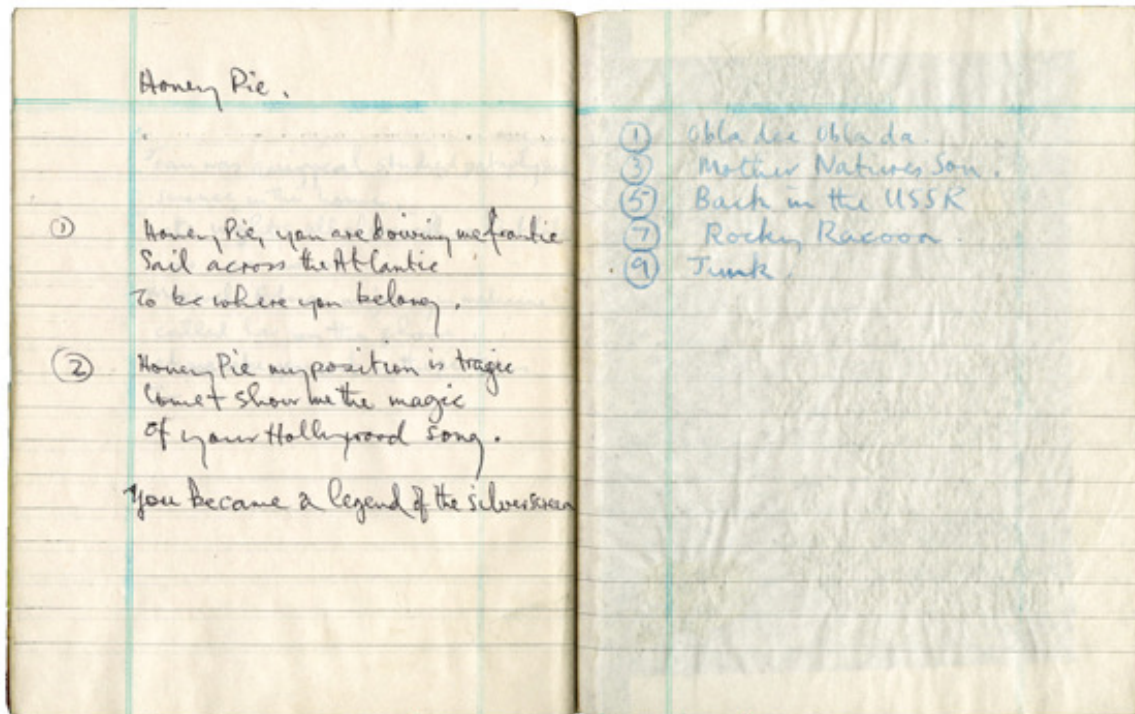 Honey Pie.
① Honey Pie, you are driving me frantic
Sail across the Atlantic
To be where you belong.
② Honey Pie my position is tragic
Come + show me the magic
of your Hollywood song.
You became a legend of the silver screen
① Obla dee Obla da.
③ Mother Natures Son.
⑤ Back in the USSR
⑦ Rocky Racoon
⑨ Junk.